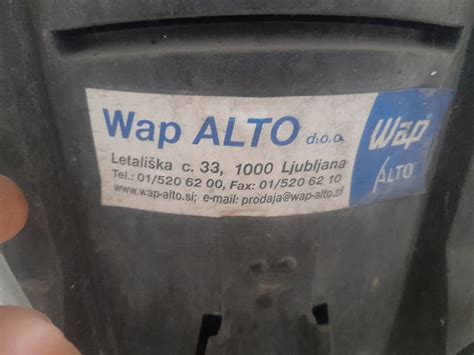 Wap ALTO d.o.o.
Letališka c. 33, 1000 Ljubljana
Tel.: 01/520 62 00, Fax: 01/520 62 10
www.wap-alto.si; e-mail: prodaja@wap-alto.si
Wap
ALTO